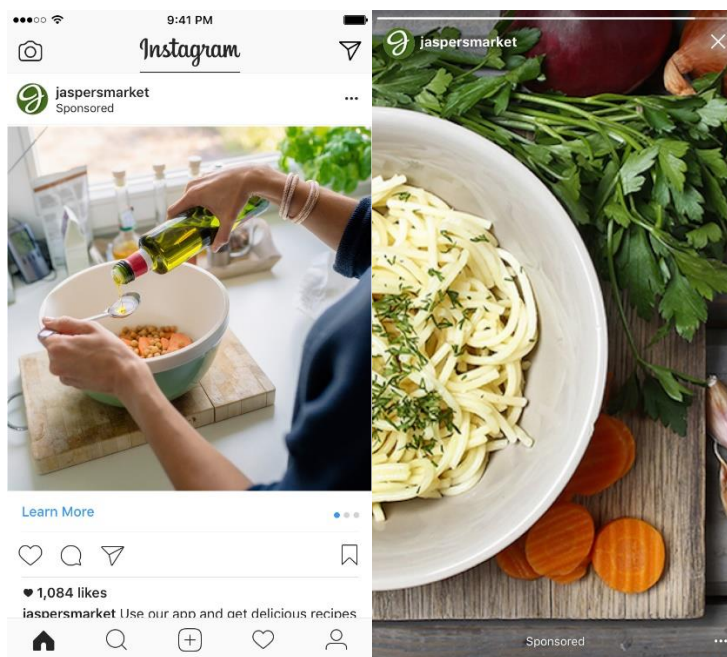 9:41 PM
Instagram
jaspersmarket
Sponsored
Learn More
1,084 likes
jaspersmarket Use our app and get delicious recipes
jaspersmarket
Sponsored